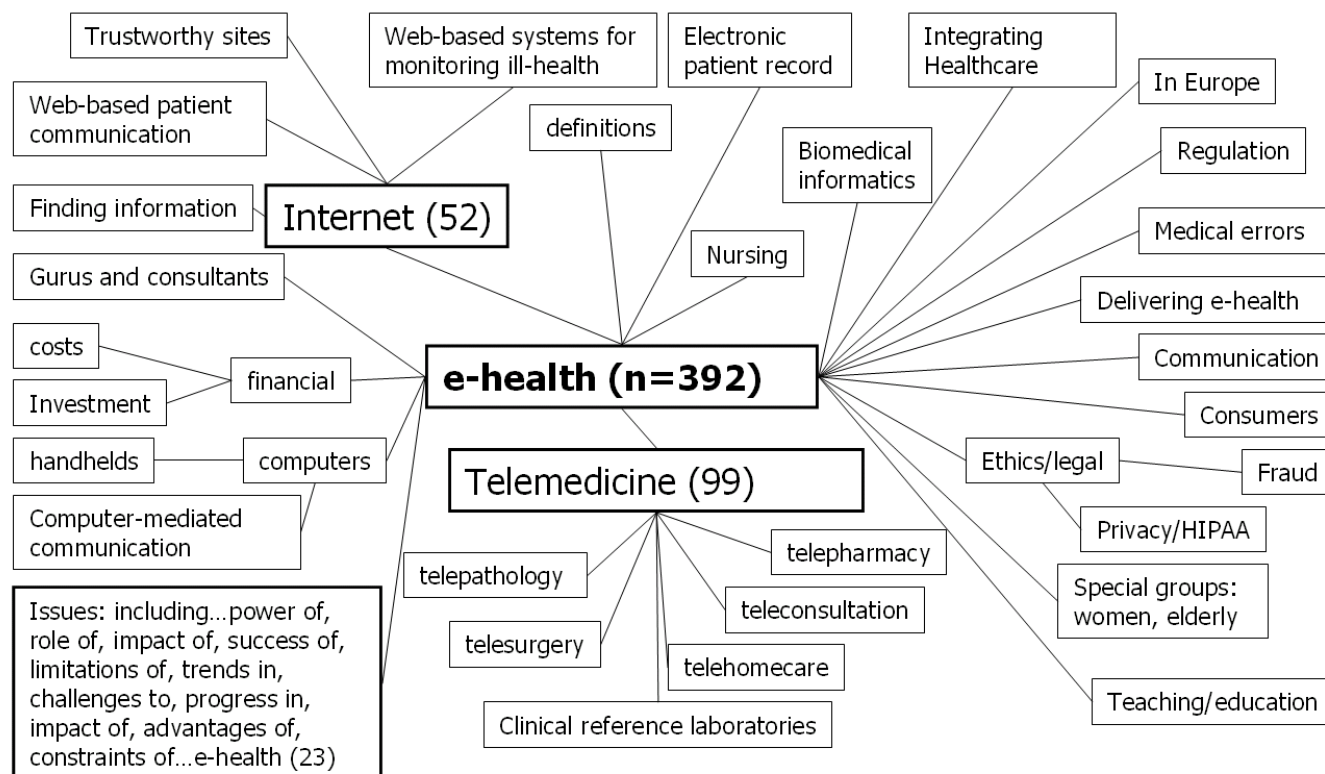 Trustworthy sites
Web-based systems for
monitoring ill-health
Electronic
patient record
Integrating
Healthcare
In Europe
Web-based patient
communication
definitions
Biomedical
informatics
Regulation
Finding information
Internet (52)
Medical errors
Nursing
Gurus and consultants
Delivering e-health
costs
financial
e-health (n=392)
Communication
Investment
Consumers
handhelds
computers
Telemedicine (99)
Ethics/legal
Fraud
Computer-mediated
communication
Privacy/HIPAA
telepathology
telepharmacy
Special groups:
women, elderly
teleconsultation
telesurgery
telehomecare
Issues: including...power of,
role of, impact of, success of,
limitations of, trends in,
challenges to, progress in,
impact of, advantages of,
constraints of...e-health (23)
Clinical reference laboratories
Teaching/education